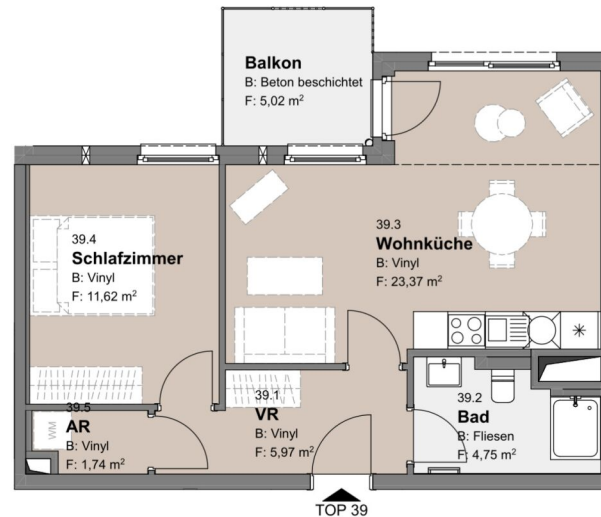 Balkon
B: Beton beschichtet
F: 5,02 m²
39.3
Wohnküche
B: Vinyl
F: 23,37 m²
39.4
Schlafzimmer
B: Vinyl
F: 11,62 m²
39.5
AR
B: Vinyl
F: 1,74 m²
WM
39.1
VR
B: Vinyl
F: 5,97 m²
39.2
Bad
B: Fliesen
F: 4,75 m²
TOP 39